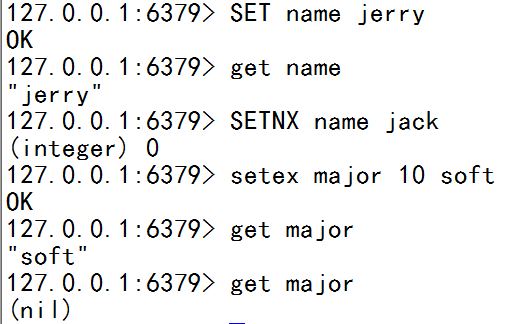 127.0.0.1:6379> SET name jerry
OK
127.0.0.1:6379> get name
"jerry"
127.0.0.1:6379> SETNX name jack
(integer) 0
127.0.0.1:6379> setex major 10 soft
OK
127.0.0.1:6379> get major
"soft"
127.0.0.1:6379> get major
(nil)